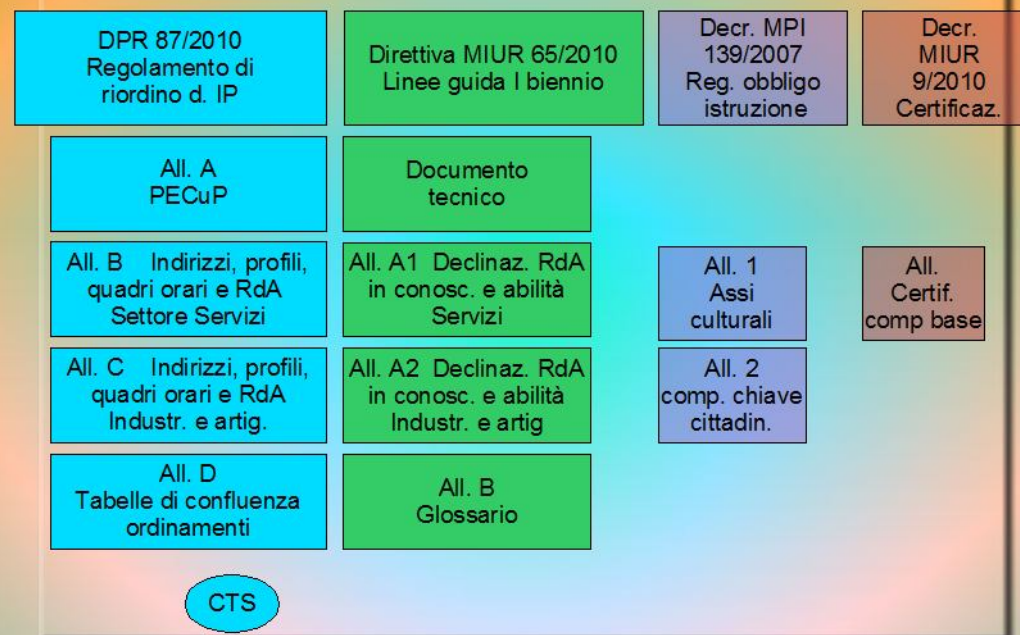 DPR 87/2010
Regolamento di
riordino d. IP
Direttiva MIUR 65/2010
Linee guida I biennio
Decr. MPI
139/2007
Reg. obbligo
istruzione
Decr.
MIUR
9/2010
Certificaz.
All. A
PECuP
Documento
tecnico
All. B Indirizzi, profili,
quadri orari e RdA
Settore Servizi
All. A1 Declinaz. RdA
in conosc. e abilità
Servizi
All. 1
Assi
culturali
All.
Certif.
comp base
All. C Indirizzi, profili,
quadri orari e RdA
Industr. e artig.
All. A2 Declinaz. RdA
in conosc. e abilità
Industr. e artig
All. 2
comp. chiave
cittadin.
All. D
Tabelle di confluenza
ordinamenti
All. B
Glossario
CTS